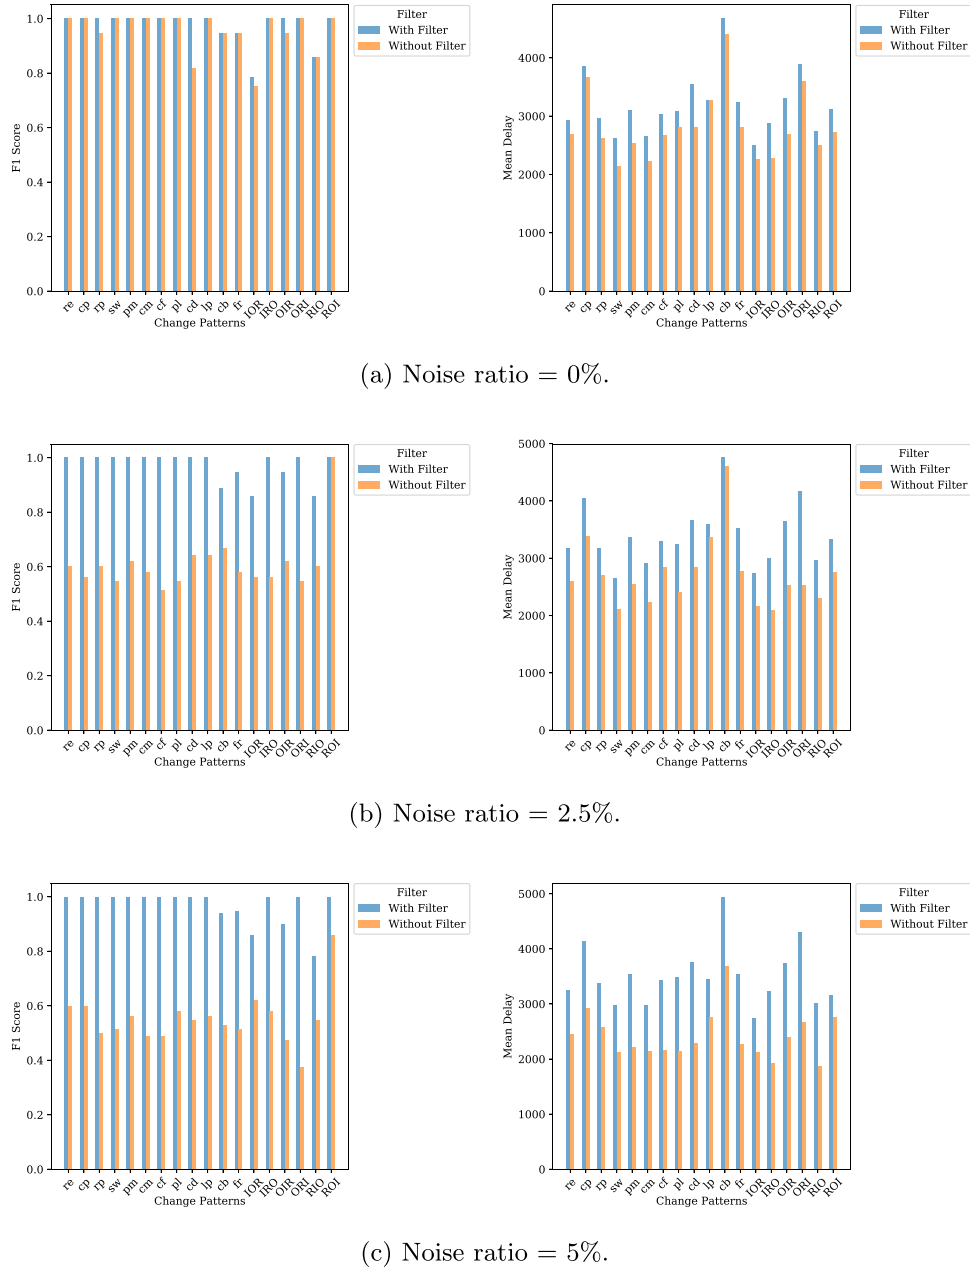 1.0
0.8
0.6
0.4
0.2
0.0
F1 Score
re cp rp sw pm cm cf pl cd lp cb fr IOR IRO OIR ORI RIO ROI
Change Patterns
Filter
With Filter
Without Filter
4000
3000
2000
1000
0
Mean Delay
re cp rp sw pm cm cf pl cd lp cb fr IOR IRO OIR ORI RIO ROI
Change Patterns
Filter
With Filter
Without Filter
(a) Noise ratio = 0%.
1.0
0.8
0.6
0.4
0.2
0.0
F1 Score
re cp rp sw pm cm cf pl cd lp cb fr IOR IRO OIR ORI RIO ROI
Change Patterns
Filter
With Filter
Without Filter
5000
4000
3000
2000
1000
0
Mean Delay
re cp rp sw pm cm cf pl cd lp cb fr IOR IRO OIR ORI RIO ROI
Change Patterns
Filter
With Filter
Without Filter
(b) Noise ratio = 2.5%.
1.0
0.8
0.6
0.4
0.2
0.0
F1 Score
re cp rp sw pm cm cf pl cd lp cb fr IOR IRO OIR ORI RIO ROI
Change Patterns
Filter
With Filter
Without Filter
5000
4000
3000
2000
1000
0
Mean Delay
re cp rp sw pm cm cf pl cd lp cb fr IOR IRO OIR ORI RIO ROI
Change Patterns
Filter
With Filter
Without Filter
(c) Noise ratio = 5%.